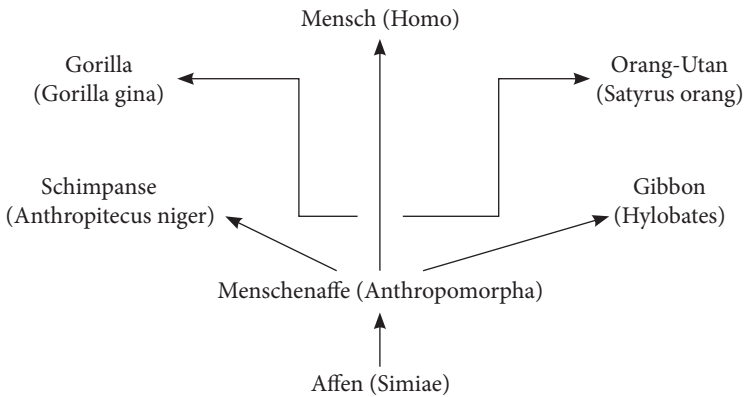 Mensch (Homo)
Gorilla
(Gorilla gina)
Orang-Utan
(Satyrus orang)
Schimpanse
(Anthropitecus niger)
Gibbon
(Hylobates)
Menschenaffe (Anthropomorpha)
Affen (Simiae)